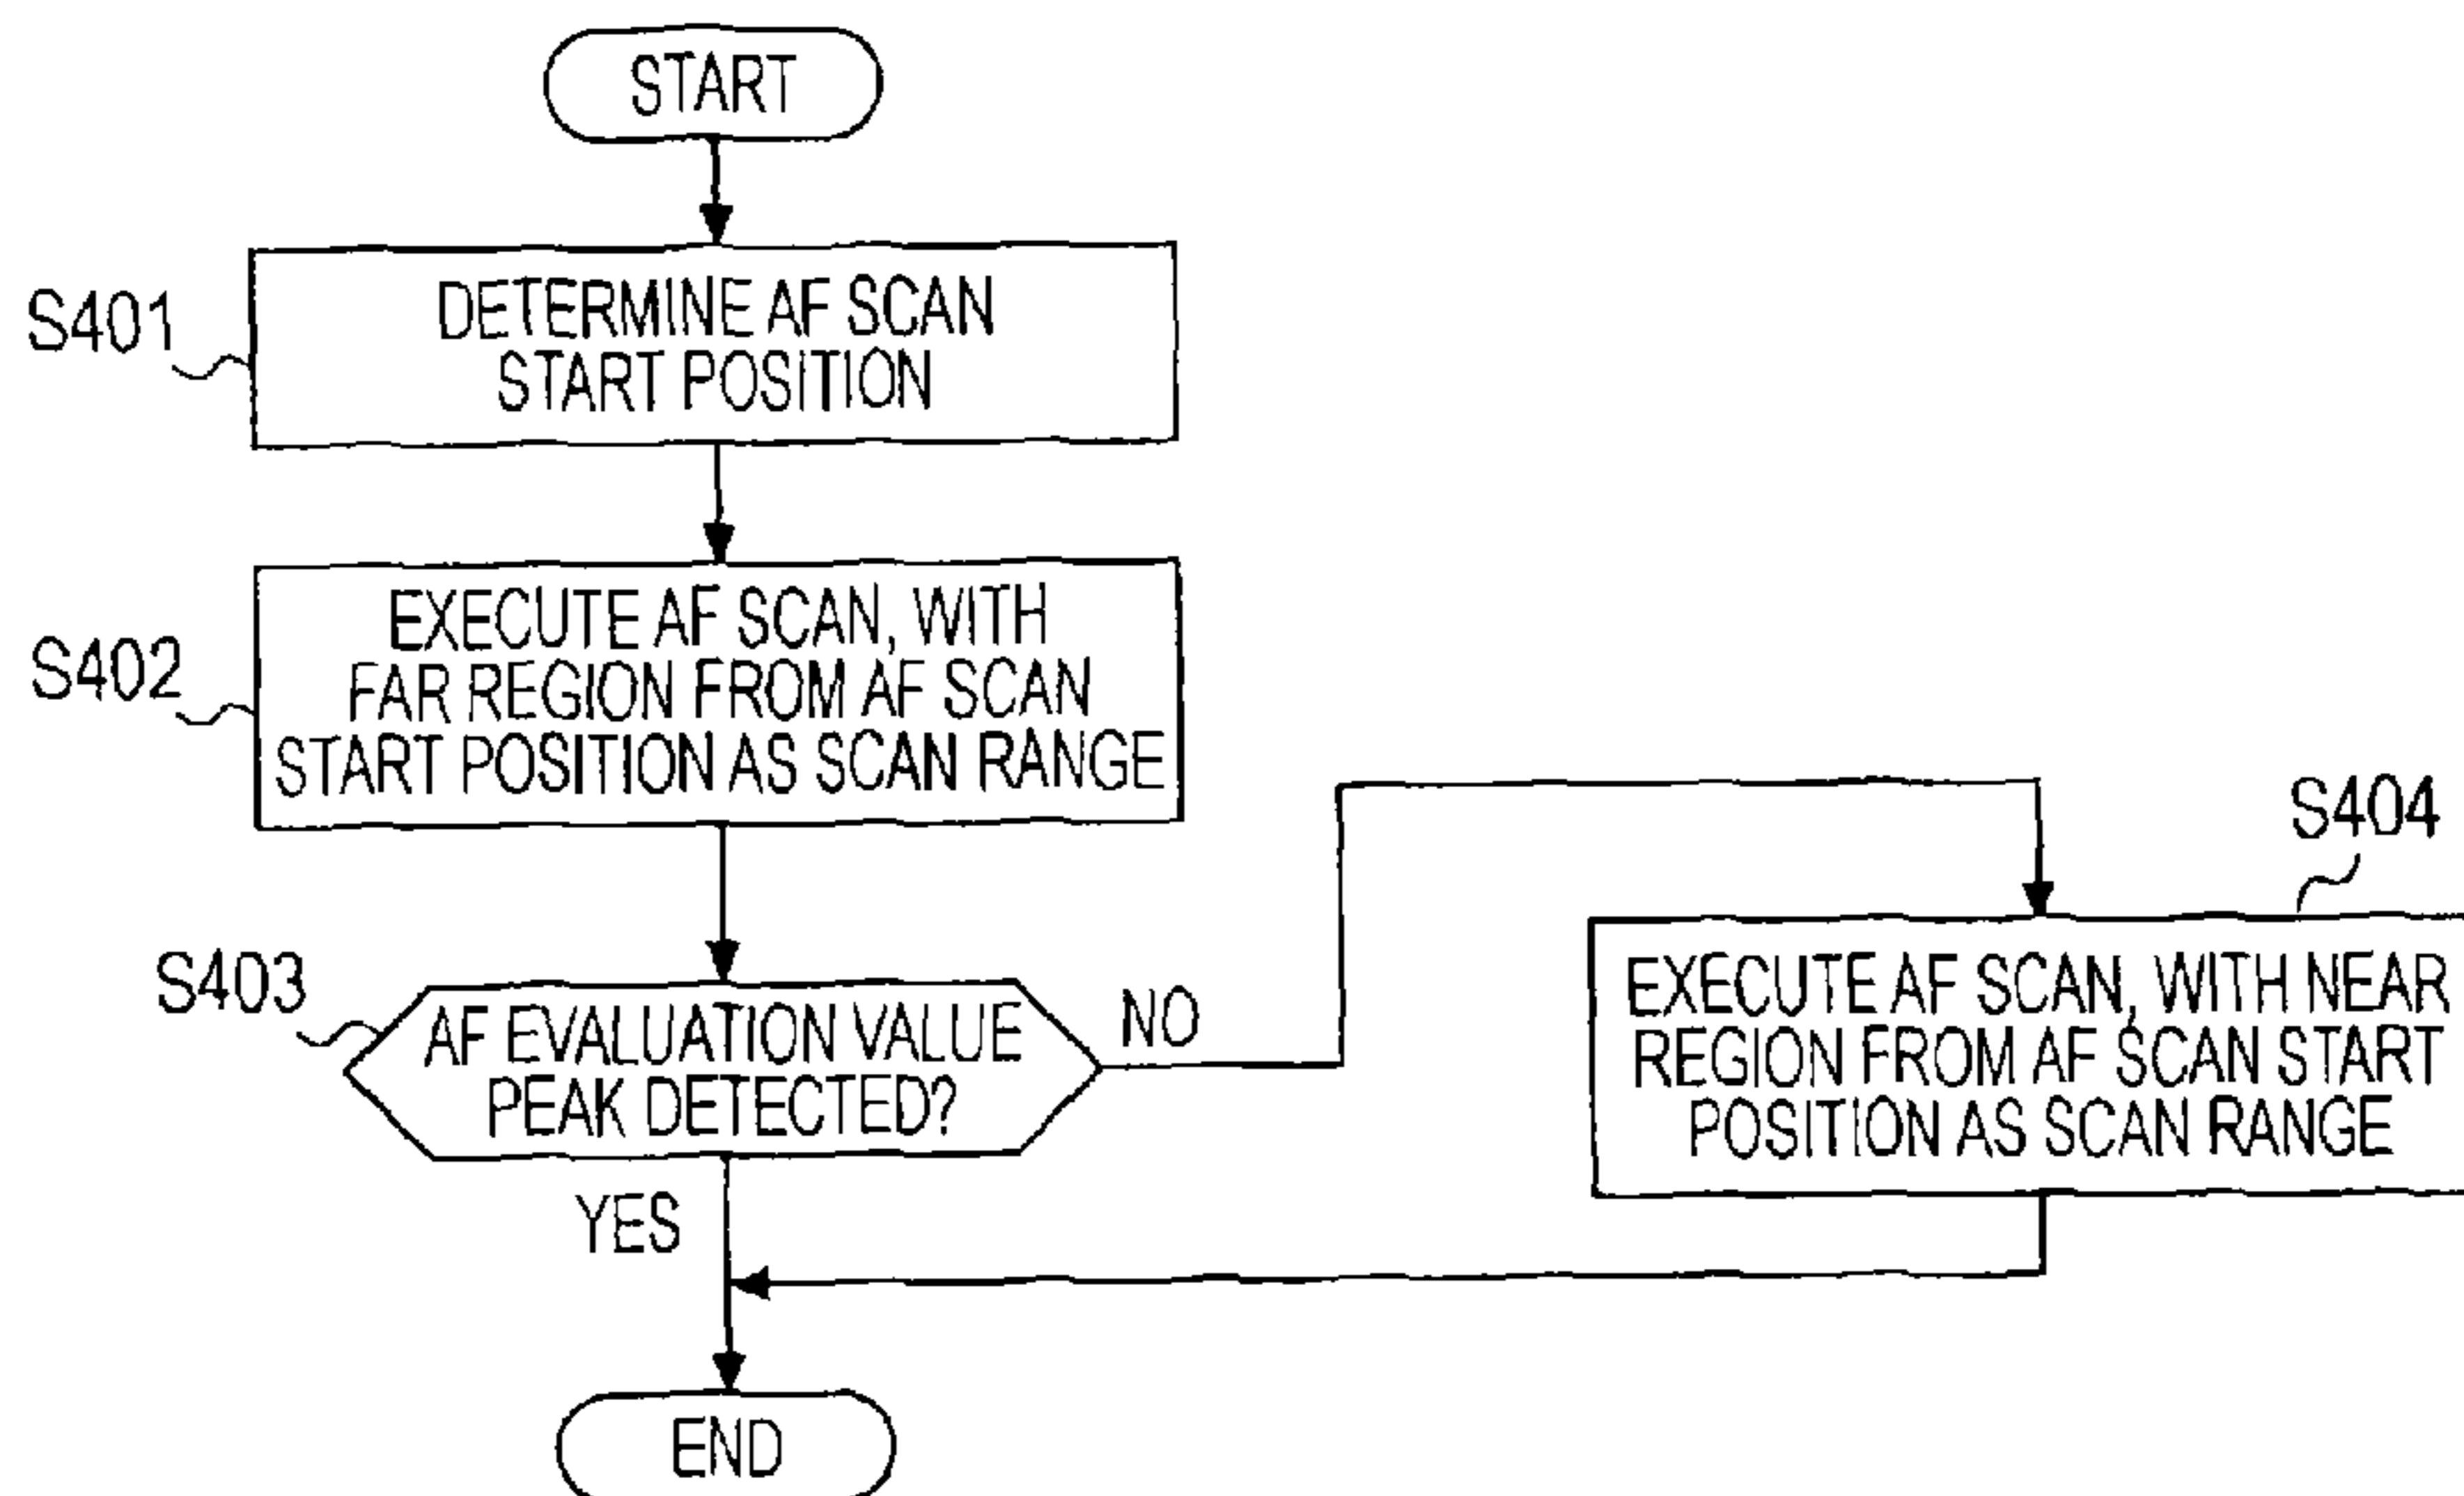 START
S401
DETERMINE AF SCAN
START POSITION
S402
EXECUTE AF SCAN, WITH
FAR REGION FROM AF SCAN
START POSITION AS SCAN RANGE
S403
AF EVALUATION VALUE
PEAK DETECTED?
NO
YES
S404
EXECUTE AF SCAN, WITH NEAR
REGION FROM AF SCAN START
POSITION AS SCAN RANGE
END